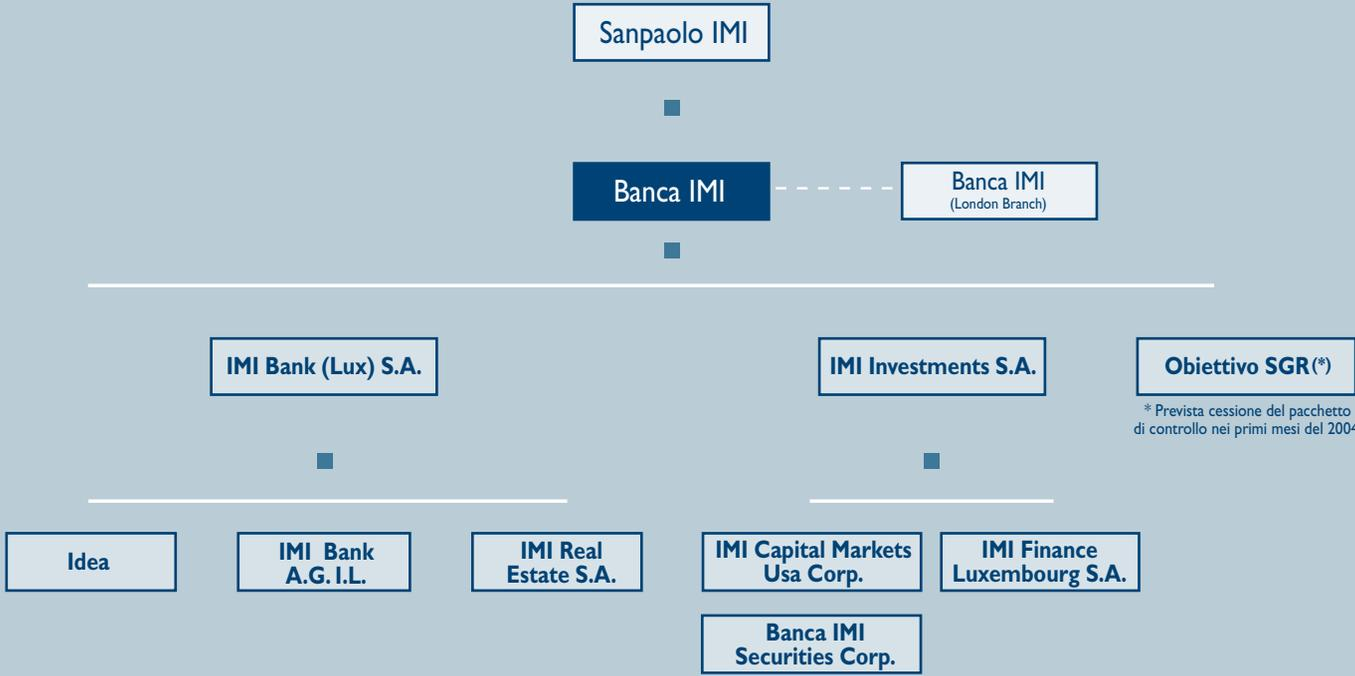 Sanpaolo IMI
Banca IMI
Banca IMI
(London Branch)
IMI Bank (Lux) S.A.
IMI Investments S.A.
Obiettivo SGR(*)
* Prevista cessione del pacchetto
di controllo nei primi mesi del 2004
Idea
IMI Bank
A.G. I.L.
IMI Real
Estate S.A.
IMI Capital Markets
Usa Corp.
IMI Finance
Luxembourg S.A.
Banca IMI
Securities Corp.